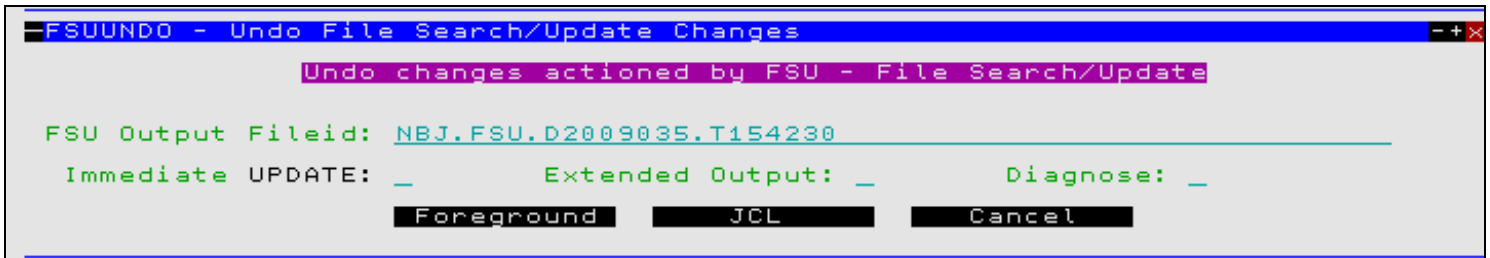 FSUUNDO - Undo File Search/Update Changes - + x
Undo changes actioned by FSU - File Search/Update
FSU Output Fileid: NBJ.FSU.D2009035.T154230
Immediate UPDATE: _ Extended Output: _ Diagnose: _
Foreground JCL Cancel